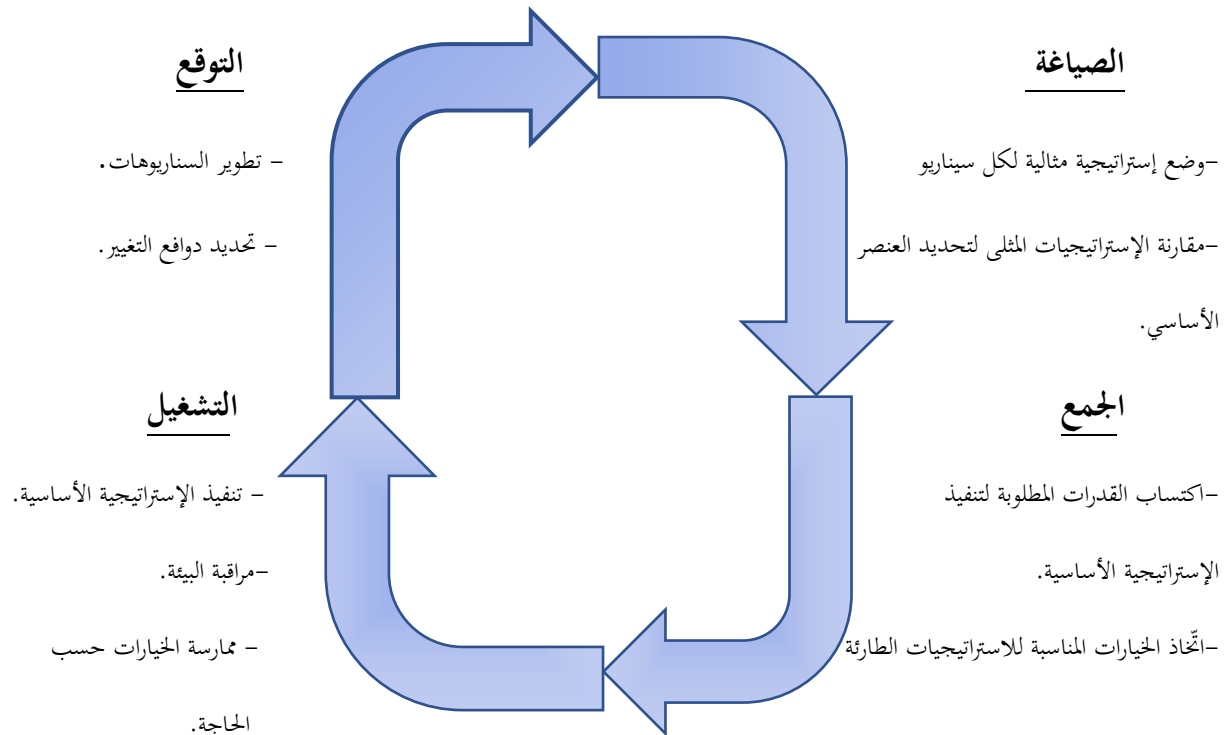 الصياغة
-وضع إستراتيجية مثالية لكل سيناريو
-مقارنة الإستراتيجيات المثلى لتحديد العنصر
الأساسي.
الجمع
-اكتساب القدرات المطلوبة لتنفيذ
الإستراتيجية الأساسية.
-اتّخاذ الخيارات المناسبة للاستراتيجيات الطارئة
التوقع
- تطوير السناريوهات.
- تحديد دوافع التغيير.
التشغيل
- تنفيذ الإستراتيجية الأساسية.
-مراقبة البيئة.
- ممارسة الخيارات حسب
الحاجة.